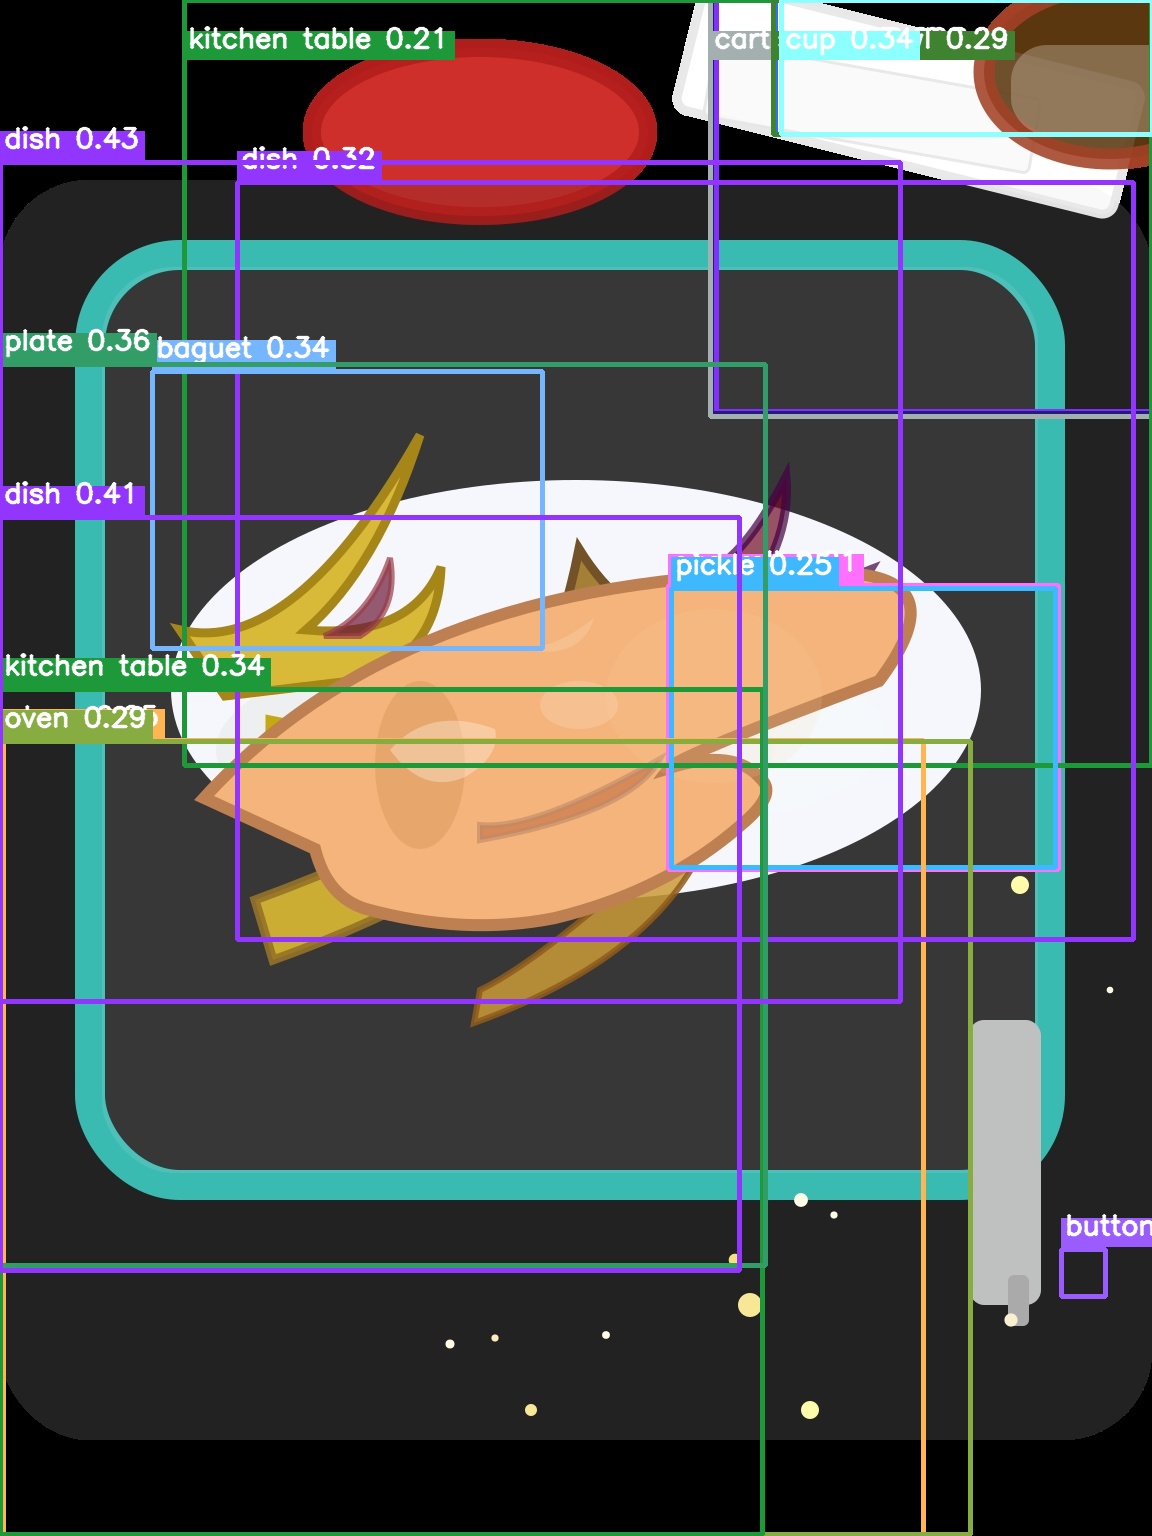 kitchen table 0.21
cart
cup 0.34
0.29
dish 0.43
dish 0.32
plate 0.36
baguet 0.34
dish 0.41
pickle 0.25
kitchen table 0.34
oven 0.29
button